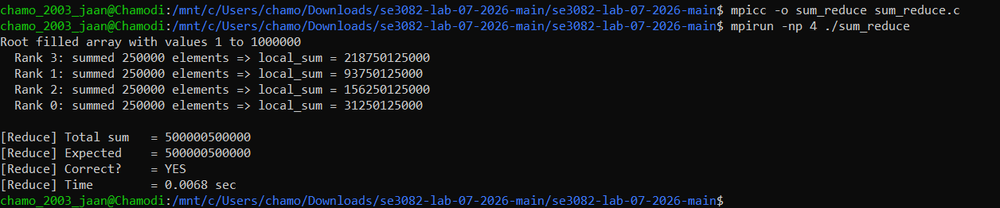 chamo_2003_jaan@Chamodi:/mnt/c/Users/chamo/Downloads/se3082-lab-07-2026-main/se3082-lab-07-2026-main$ mpicc -o sum_reduce sum_reduce.c
chamo_2003_jaan@Chamodi:/mnt/c/Users/chamo/Downloads/se3082-lab-07-2026-main/se3082-lab-07-2026-main$ mpirun -np 4 ./sum_reduce
Root filled array with values 1 to 1000000
  Rank 3: summed 250000 elements => local_sum = 218750125000
  Rank 1: summed 250000 elements => local_sum = 93750125000
  Rank 2: summed 250000 elements => local_sum = 156250125000
  Rank 0: summed 250000 elements => local_sum = 31250125000

[Reduce] Total sum   = 500000500000
[Reduce] Expected    = 500000500000
[Reduce] Correct?    = YES
[Reduce] Time        = 0.0068 sec
chamo_2003_jaan@Chamodi:/mnt/c/Users/chamo/Downloads/se3082-lab-07-2026-main/se3082-lab-07-2026-main$